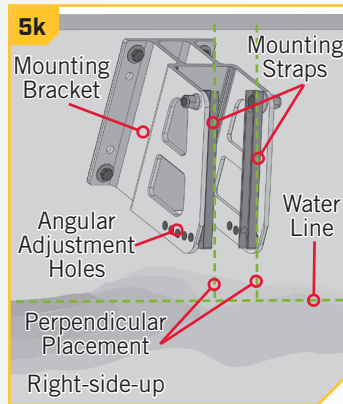 5k
Mounting
Bracket
Mounting
Straps
Water
Line
Angular
Adjustment
Holes
Perpendicular
Placement
Right-side-up